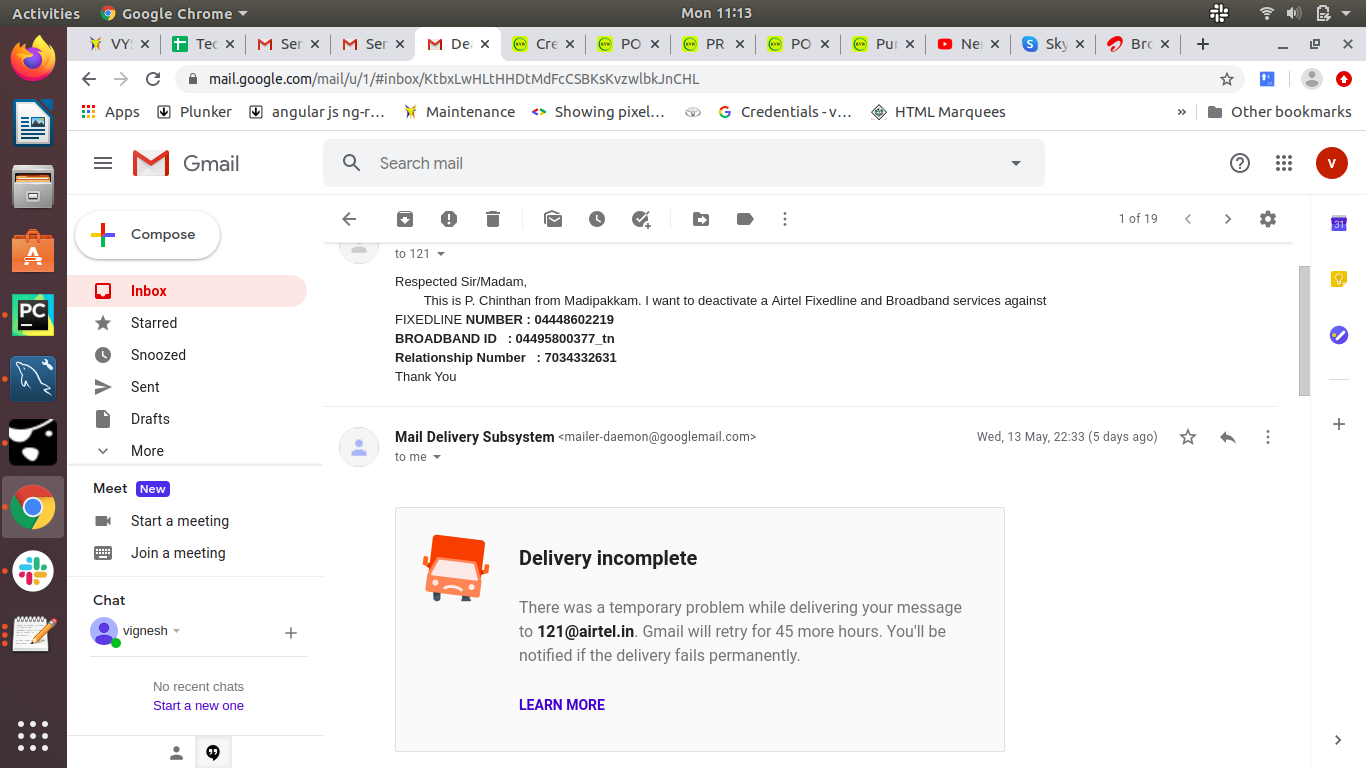 Activities
Google Chrome
Mon 11:13
VYS
Tec
Ser
Ser
Dea
Cre
PO
PR
PO
Pur
Ner
Sky
Bro
mail.google.com/mail/u/1/#inbox/KtbxLwHLtHHDtMdFcCSBKsKvzwlbkJnCHL
Apps
Plunker
angular js ng-r...
Maintenance
Showing pixel...
Credentials - v...
HTML Marquees
»
Other bookmarks
Gmail
Search mail
V
Compose
1 of 19
31
Inbox
Starred
Snoozed
Sent
Drafts
More
Meet New
Start a meeting
Join a meeting
Chat
vignesh
No recent chats
Start a new one
to 121
Respected Sir/Madam,
This is P. Chinthan from Madipakkam. I want to deactivate a Airtel Fixedline and Broadband services against
FIXEDLINE NUMBER : 04448602219
BROADBAND ID : 04495800377_tn
Relationship Number : 7034332631
Thank You
Mail Delivery Subsystem <mailer-daemon@googlemail.com>
Wed, 13 May, 22:33 (5 days ago)
to me
Delivery incomplete
There was a temporary problem while delivering your message
to 121@airtel.in. Gmail will retry for 45 more hours. You'll be
notified if the delivery fails permanently.
LEARN MORE